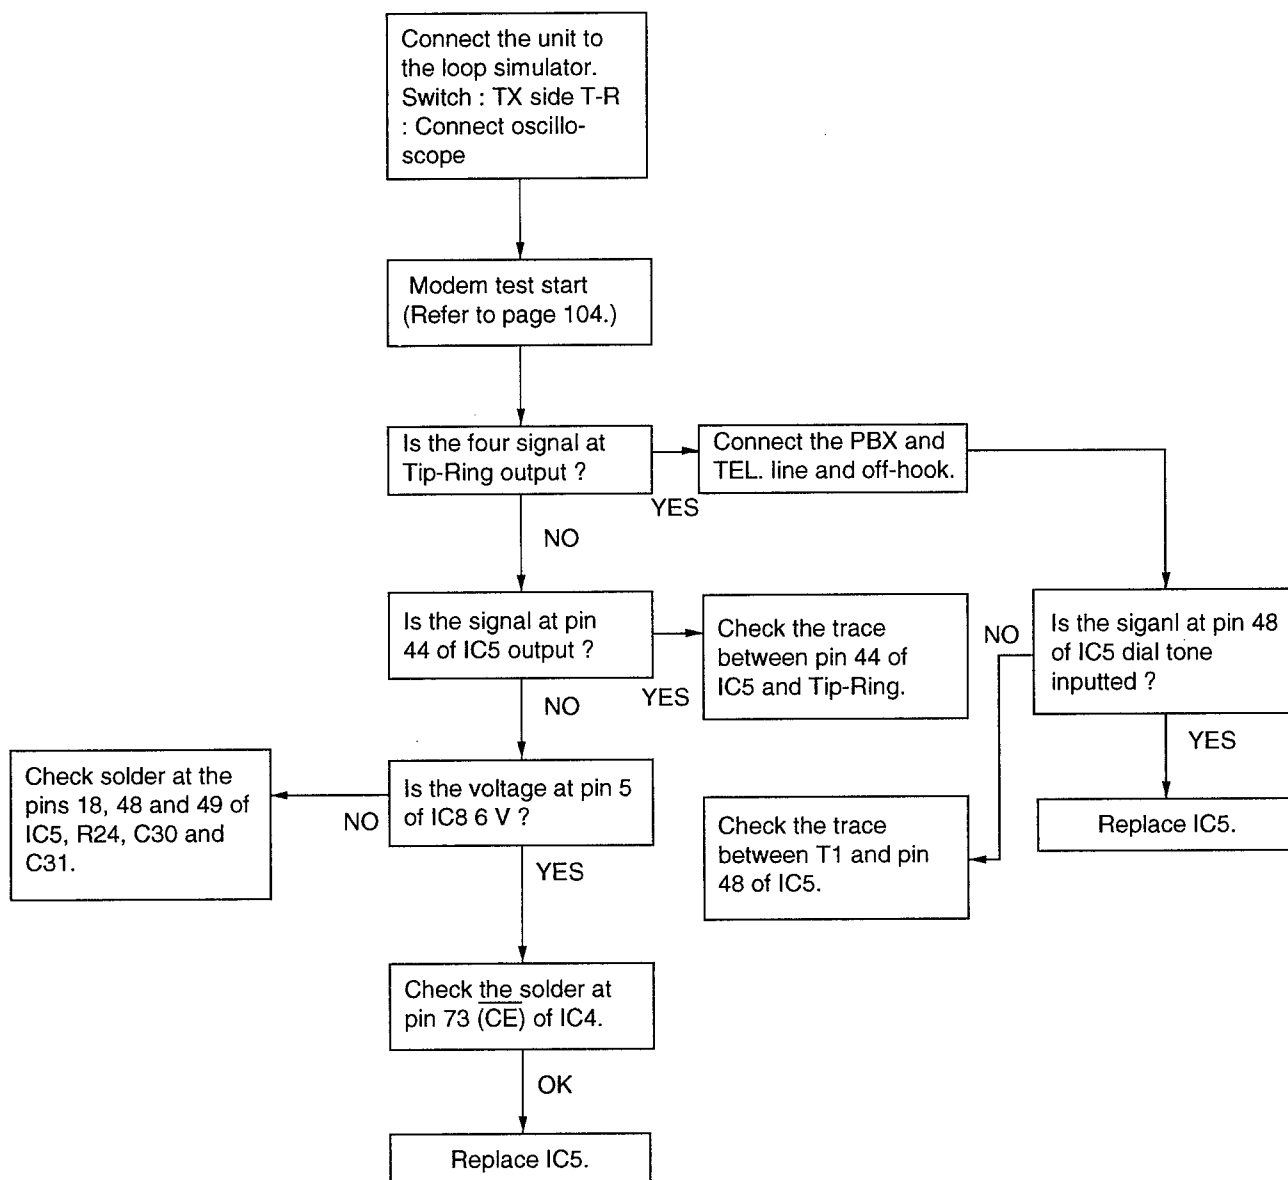 Connect the unit to
the loop simulator.
Switch : TX side T-R
: Connect oscillo-
scope
Modem test start
(Refer to page 104.)
Is the four signal at
Tip-Ring output ?
YES
NO
Connect the PBX and
TEL. line and off-hook.
Is the signal at pin
44 of IC5 output ?
YES
NO
Check the trace
between pin 44 of
IC5 and Tip-Ring.
Is the siganl at pin 48
of IC5 dial tone
inputted ?
NO
YES
Check solder at the
pins 18, 48 and 49 of
IC5, R24, C30 and
C31.
Is the voltage at pin 5
of IC8 6 V ?
NO
YES
Check the trace
between T1 and pin
48 of IC5.
Replace IC5.
Check the solder at
pin 73 (CE) of IC4.
OK
Replace IC5.